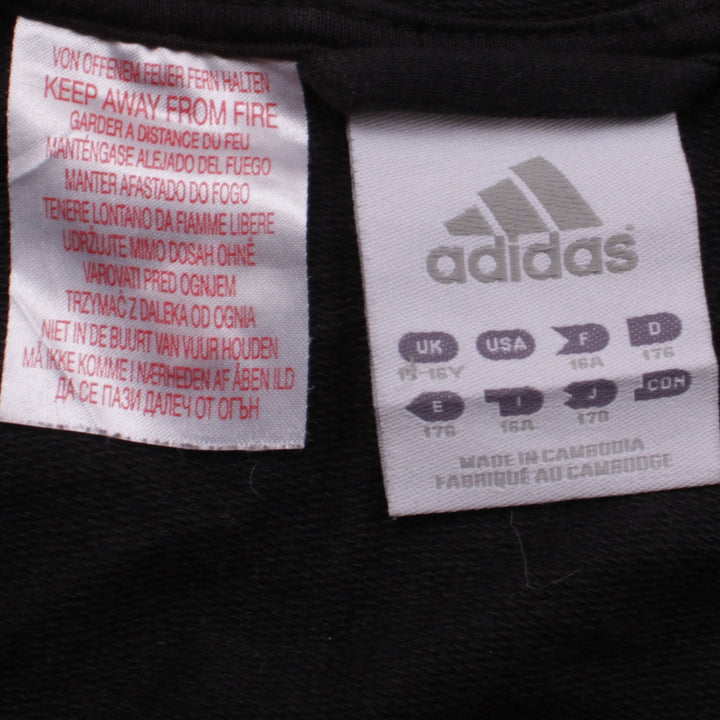 VON OFFENEM FEUER FERN HALTEN
KEEP AWAY FROM FIRE
GARDER A DISTANCE DU FEU
MANTÉNGASE ALEJADO DEL FUEGO
MANTER AFASTADO DO FOGO
TENERE LONTANO DA FIAMME LIBERE
UDRŽUJTE MIMO DOSAH OHNĚ
VAROVATI PRED OGNJEM
TRZYMAĆ Z DALEKA OD OGNIA
NIET IN DE BUURT VAN VUUR HOUDEN
MÅ IKKE KOMME I NÆRHEDEN AF ÅBEN ILD
ДА СЕ ПАЗИ ДАЛЕЧ ОТ ОГЪН
adidas
UK USA F D
16Y 16A 176
E I J CDN
176 16A 170
MADE IN CAMBODIA
FABRIQUÉ AU CAMBODGE